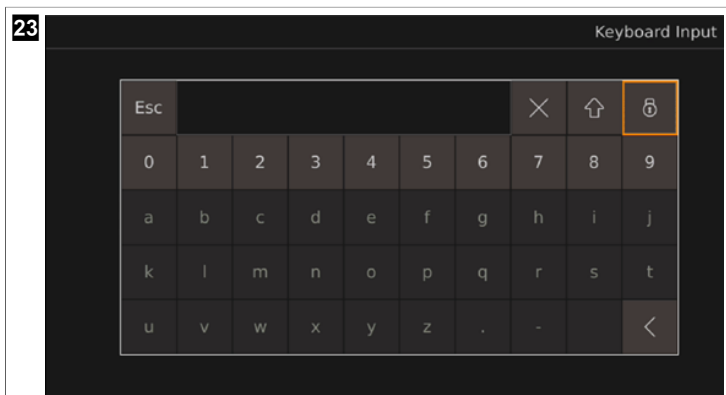 23
Keyboard Input
Esc
0 1 2 3 4 5 6 7 8 9
a b c d e f g h i j
k l m n o p q r s t
u v w x y z . -